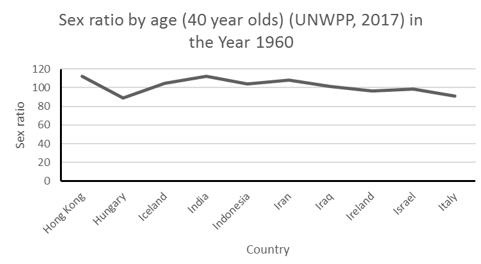 Sex ratio by age (40 year olds) (UNWPP, 2017) in
the Year 1960
120
100
80
60
40
20
0
Sex ratio
Hong Kong
Hungary
Iceland
India
Indonesia
Iran
Iraq
Ireland
Israel
Italy
Country